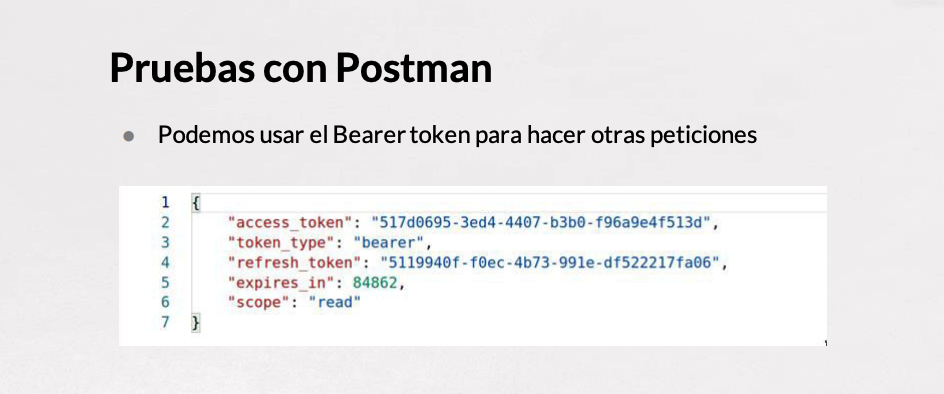 Pruebas con Postman
● Podemos usar el Bearer token para hacer otras peticiones
1 {
2 "access_token": "517d0695-3ed4-4407-b3b0-f96a9e4f513d",
3 "token_type": "bearer",
4 "refresh_token": "5119940f-f0ec-4b73-991e-df522217fa06",
5 "expires_in": 84862,
6 "scope": "read"
7 }